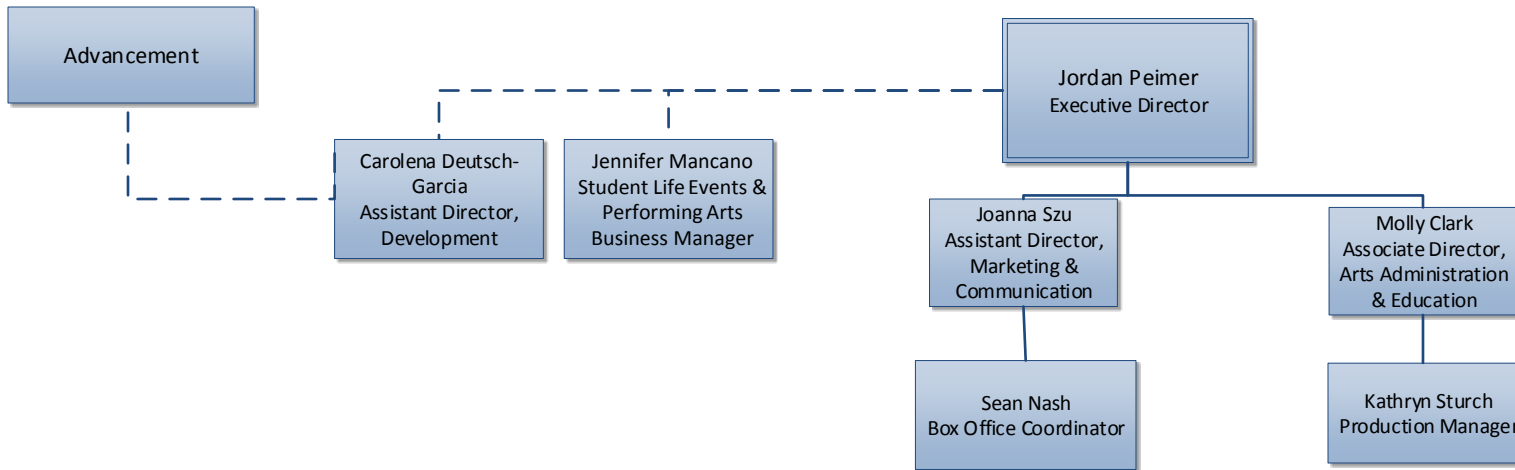 Advancement
Jordan Peimer
Executive Director
Carolena Deutsch-
Garcia
Assistant Director,
Development
Jennifer Mancano
Student Life Events &
Performing Arts
Business Manager
Joanna Szu
Assistant Director,
Marketing &
Communication
Molly Clark
Associate Director,
Arts Administration
& Education
Sean Nash
Box Office Coordinator
Kathryn Sturch
Production Manager